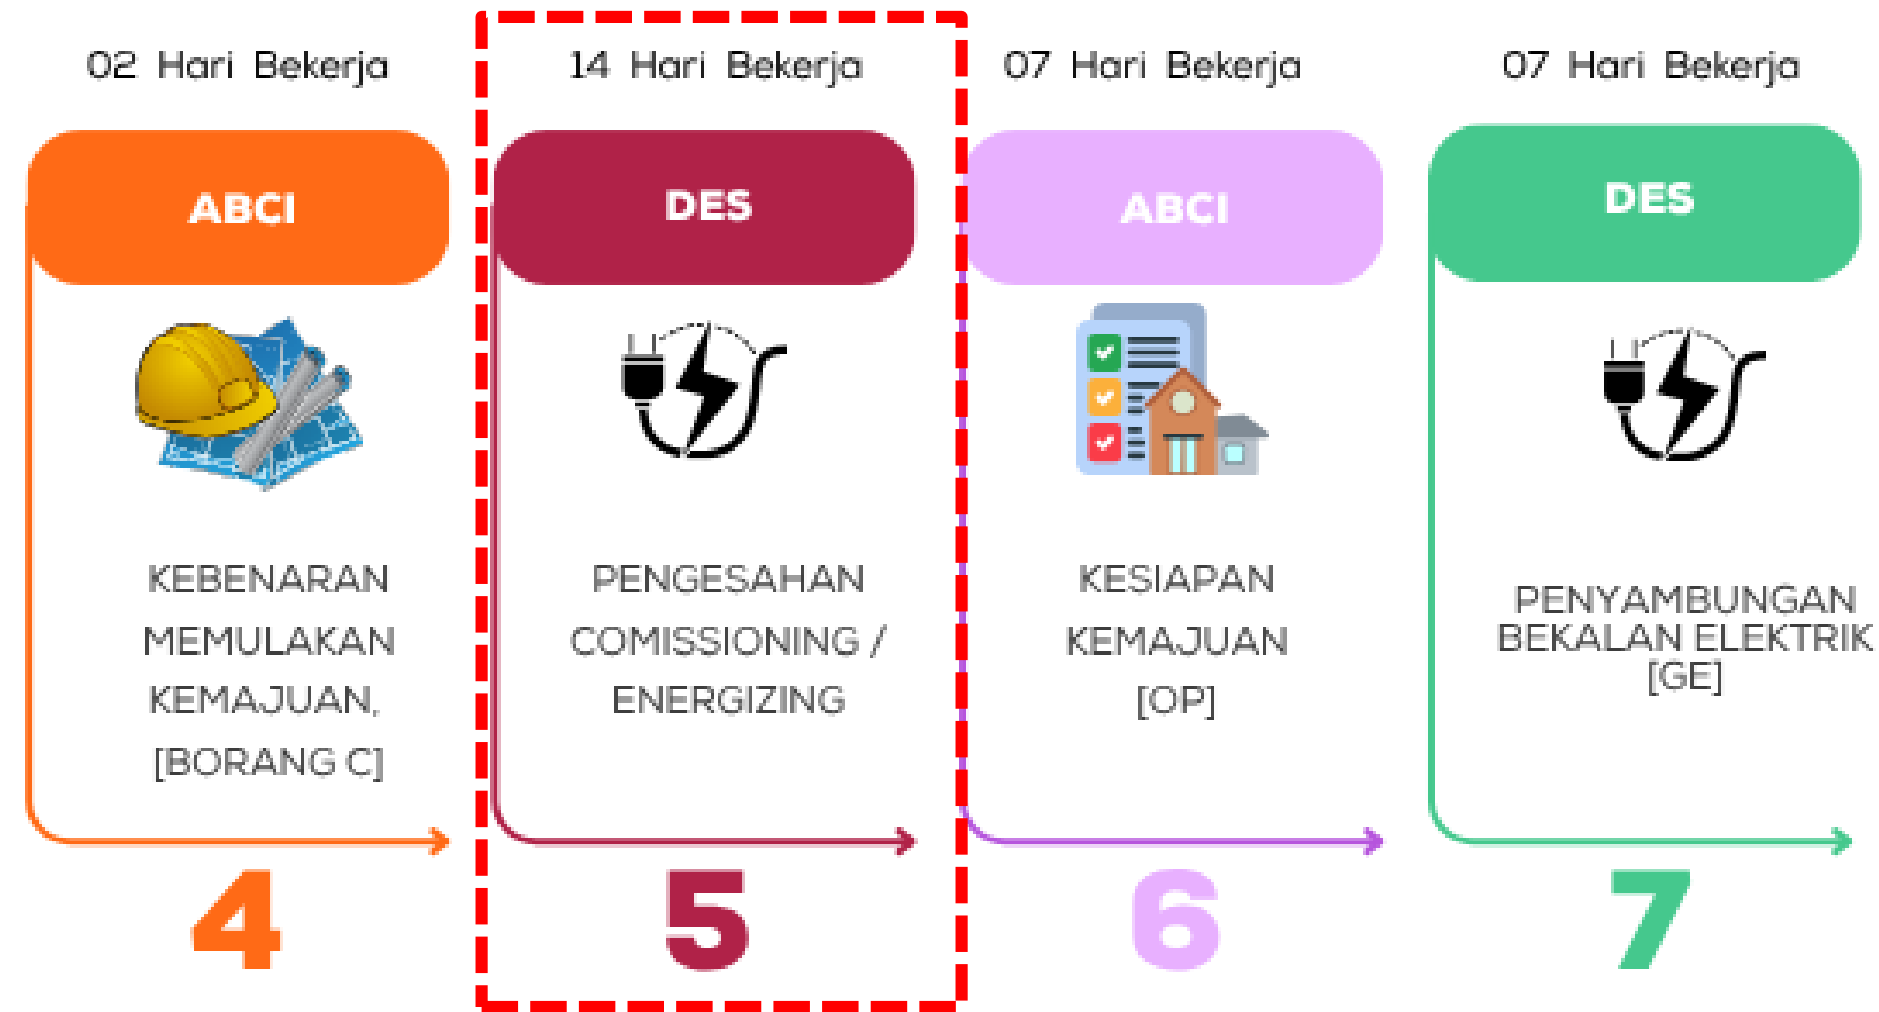 02 Hari Bekerja
ABCI
KEBENARAN
MEMULAKAN
KEMAJUAN,
[BORANG C]
4
14 Hari Bekerja
DES
PENGESAHAN
COMISSIONING /
ENERGIZING
5
07 Hari Bekerja
ABCI
KESIAPAN
KEMAJUAN
[OP]
6
07 Hari Bekerja
DES
PENYAMBUNGAN
BEKALAN ELEKTRIK
[GE]
7